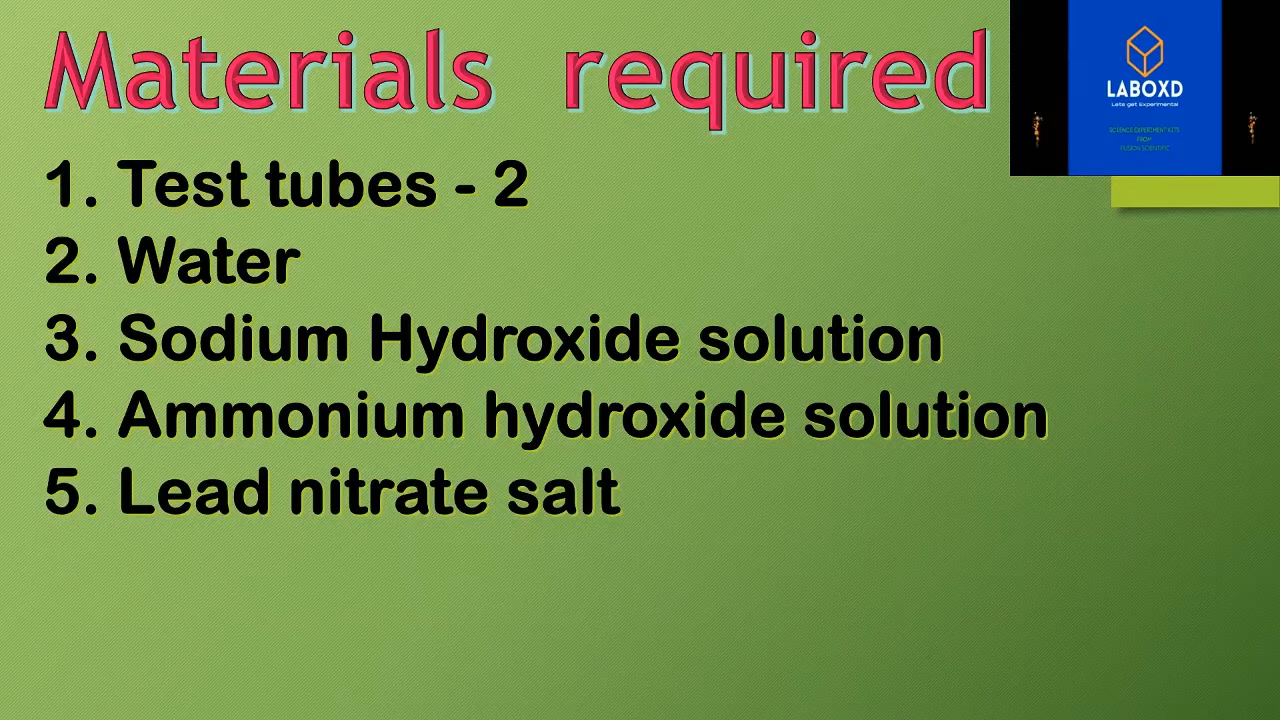 Materials required
LABOXD
Lets get Experimental
SCIENCE EXPERIMENT KITS
FROM
FUSION SCIENTIFIC
1. Test tubes - 2
2. Water
3. Sodium Hydroxide solution
4. Ammonium hydroxide solution
5. Lead nitrate salt